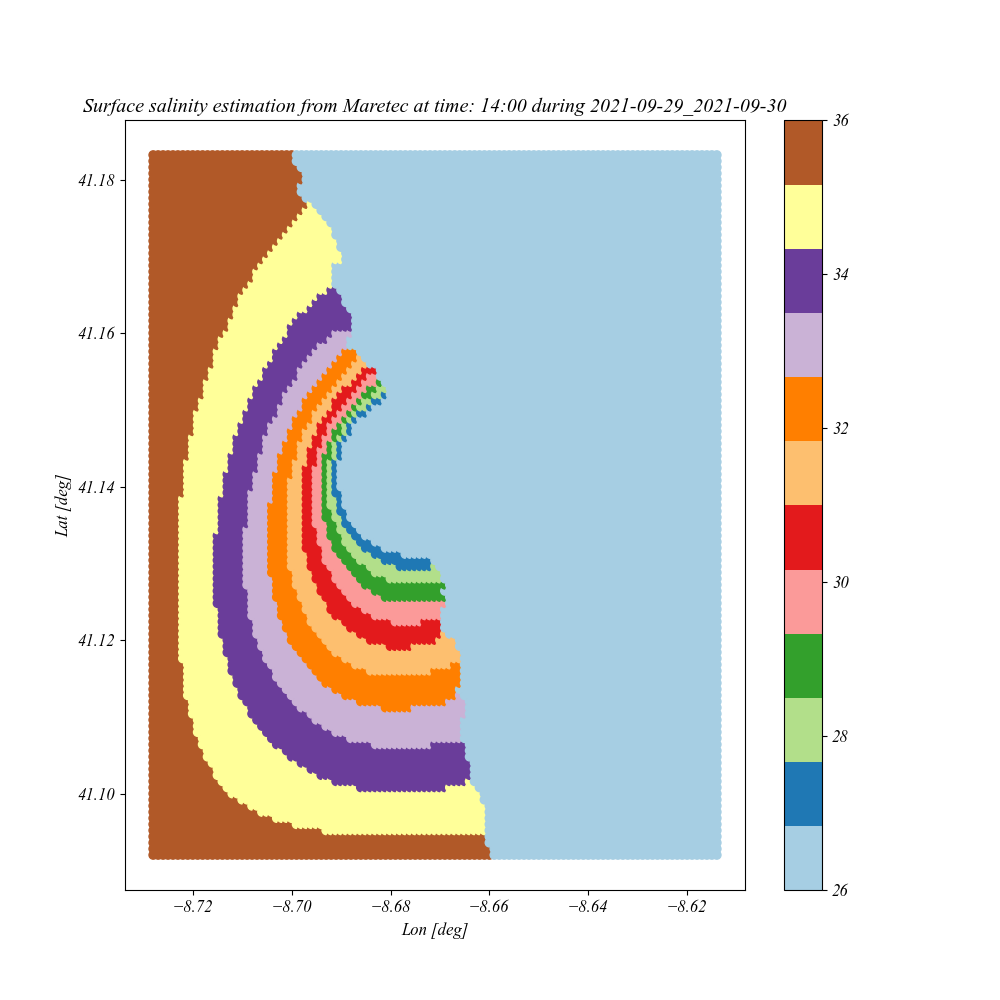 Surface salinity estimation from Maretec at time: 14:00 during 2021-09-29_2021-09-30
36
34
32
30
28
26
41.18
41.16
41.14
41.12
41.10
Lat [deg]
−8.72 −8.70 −8.68 −8.66 −8.64 −8.62
Lon [deg]